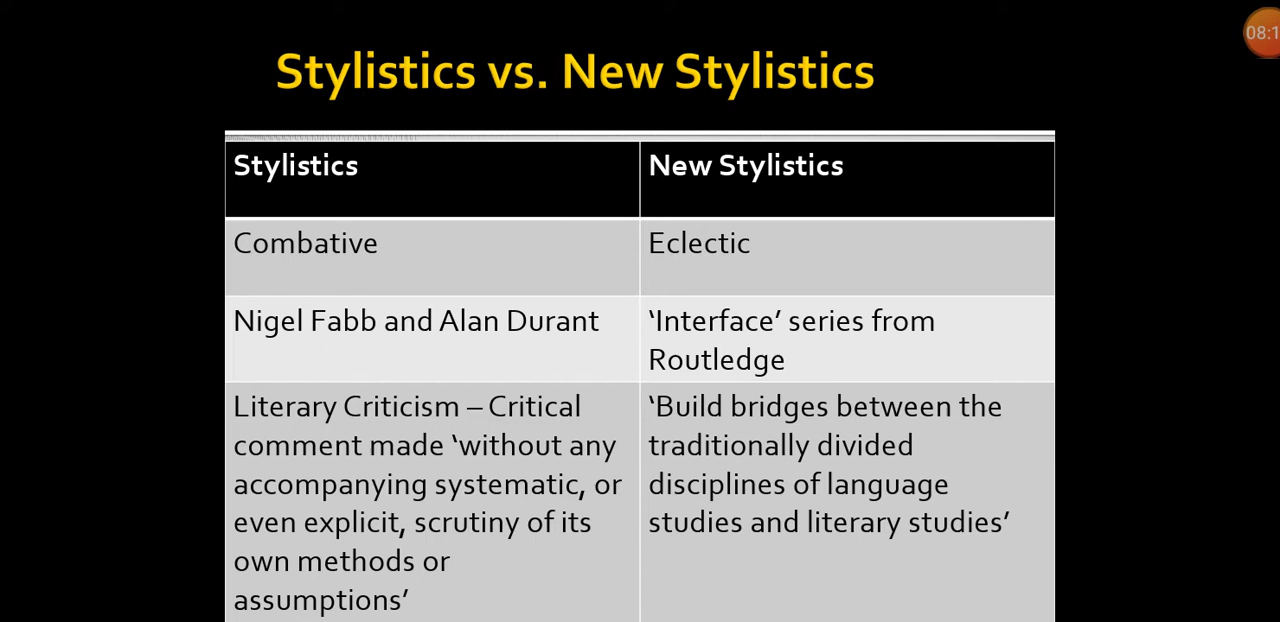 08:1
Stylistics vs. New Stylistics
Stylistics
New Stylistics
Combative
Eclectic
Nigel Fabb and Alan Durant
‘Interface’ series from
Routledge
Literary Criticism – Critical
comment made ‘without any
accompanying systematic, or
even explicit, scrutiny of its
own methods or
assumptions’
‘Build bridges between the
traditionally divided
disciplines of language
studies and literary studies’